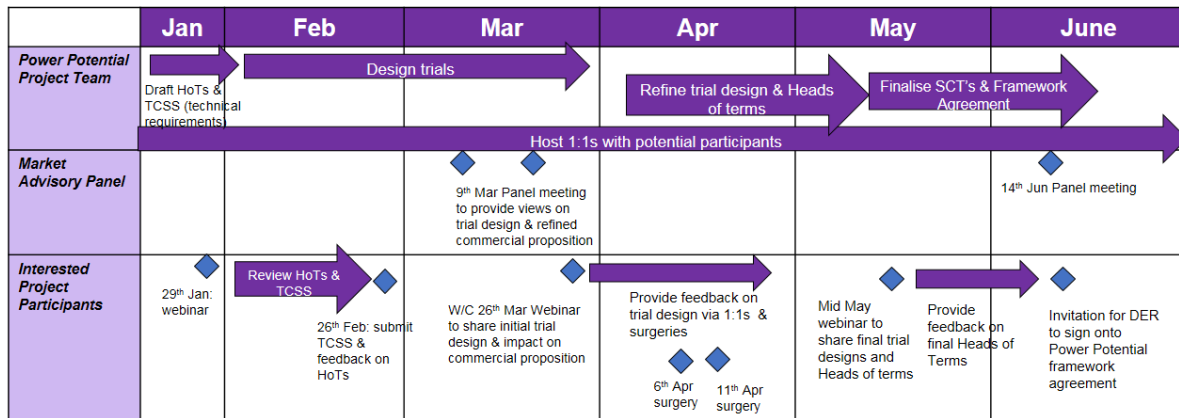 Jan
Feb
Mar
Apr
May
June
Power Potential
Project Team
Draft HoTs &
TCSS (technical
requirements)
Design trials
Refine trial design & Heads
of terms
Finalise SCT's & Framework
Agreement
Host 1:1s with potential participants
Market
Advisory Panel
9th Mar Panel meeting
to provide views on
trial design & refined
commercial proposition
14th Jun Panel meeting
Interested
Project
Participants
29th Jan:
webinar
Review HoTs &
TCSS
26th Feb: submit
TCSS &
feedback on
HoTs
W/C 26th Mar Webinar
to share initial trial
design & impact on
commercial proposition
Provide feedback on
trial design via 1:1s & 
surgeries
6th Apr
surgery
11th Apr
surgery
Mid May
webinar to
share final trial
designs and
Heads of terms
Provide
feedback on
final Heads of
Terms
Invitation for DER
to sign onto
Power Potential
framework
agreement